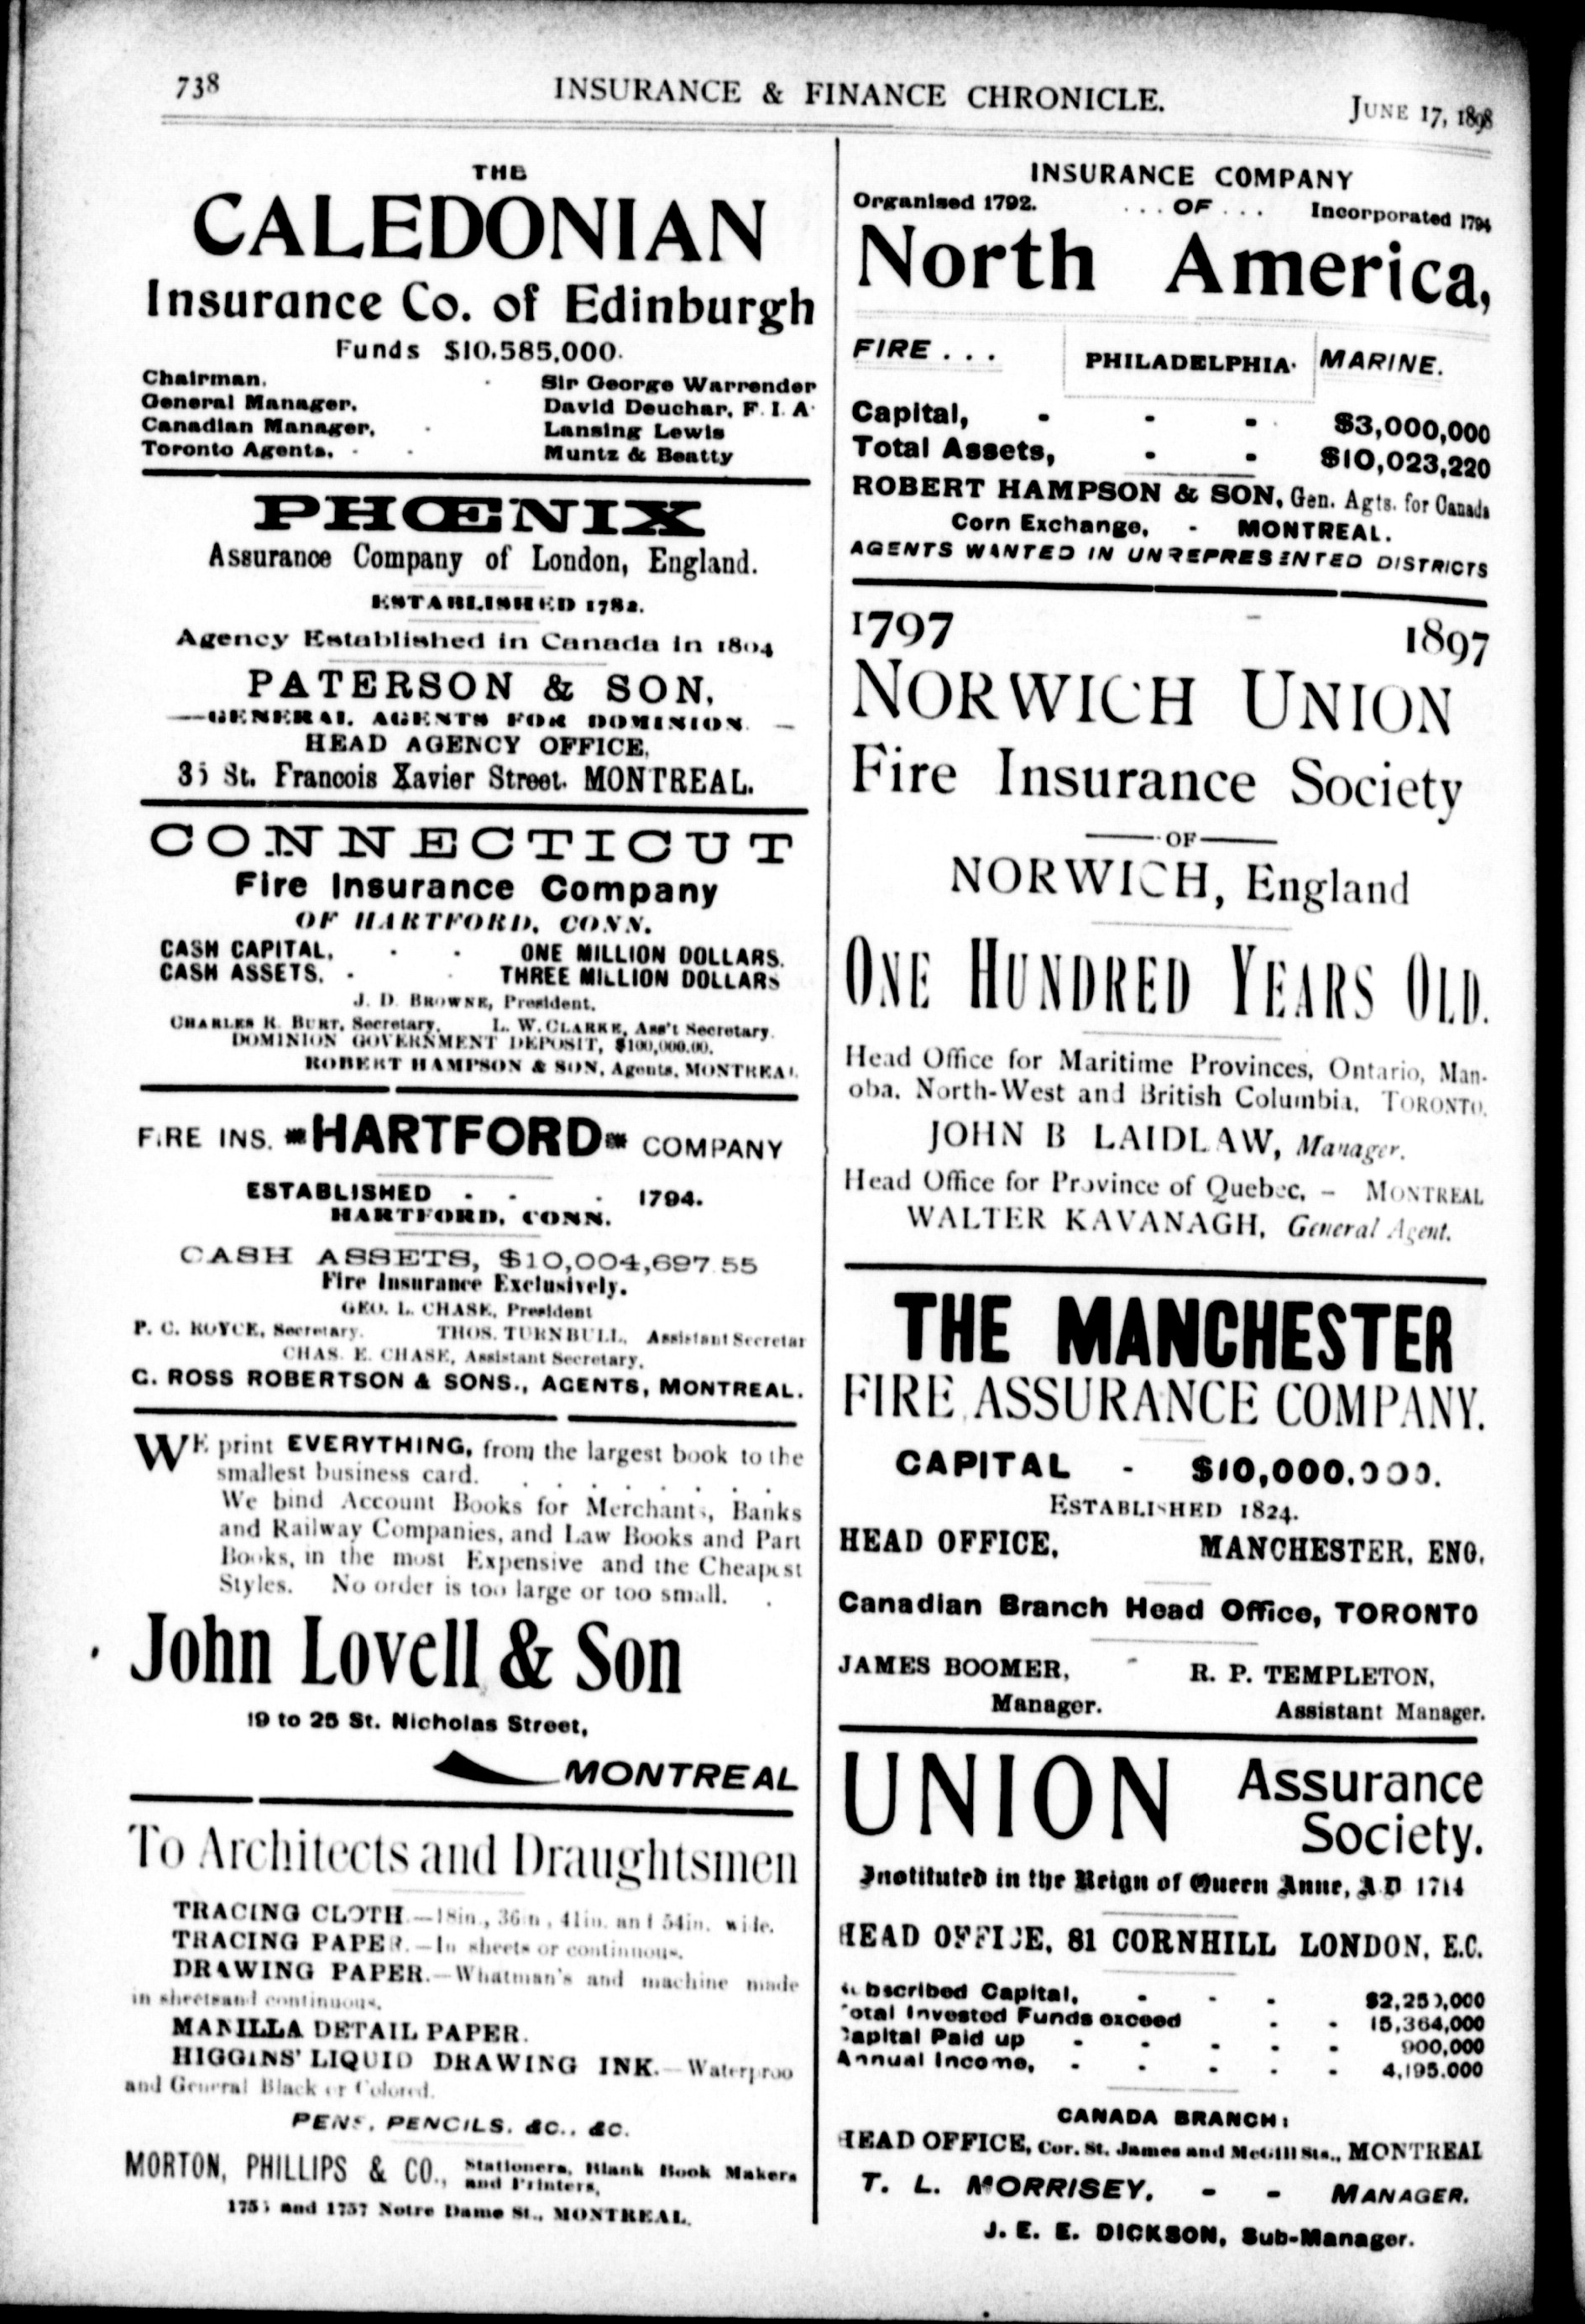 738
INSURANCE & FINANCE CHRONICLE.
JUNE 17, 1898
THE
CALEDONIAN
Insurance Co. of Edinburgh
Funds $10,585,000.
Chairman. Sir George Warrender
General Manager, David Deuchar, F. I. A.
Canadian Manager, Lansing Lewis
Toronto Agents, Muntz & Beatty
PHŒNIX
Assurance Company of London, England.
ESTABLISHED 1782.
Agency Established in Canada in 1804
PATERSON & SON,
—GENERAL AGENTS FOR DOMINION.—
HEAD AGENCY OFFICE,
35 St. Francois Xavier Street. MONTREAL.
CONNECTICUT
Fire Insurance Company
OF HARTFORD, CONN.
CASH CAPITAL, - - ONE MILLION DOLLARS.
CASH ASSETS, - - THREE MILLION DOLLARS
J. D. BROWNE, President.
CHARLES R. BURT, Secretary. L. W. CLARKE, Ass't Secretary.
DOMINION GOVERNMENT DEPOSIT, $100,000.00.
ROBERT HAMPSON & SON, Agents, MONTREAL
FIRE INS. HARTFORD COMPANY
ESTABLISHED - - - 1794.
HARTFORD, CONN.
CASH ASSETS, $10,004,697.55
Fire Insurance Exclusively.
GEO. L. CHASE, President
P. C. ROYCE, Secretary. THOS. TURNBULL, Assistant Secretar
CHAS. E. CHASE, Assistant Secretary.
C. ROSS ROBERTSON & SONS., AGENTS, MONTREAL.
WE print EVERYTHING, from the largest book to the
smallest business card. . . . . . . .
We bind Account Books for Merchants, Banks
and Railway Companies, and Law Books and Part
Books, in the most Expensive and the Cheapest
Styles. No order is too large or too small. .
John Lovell & Son
19 to 25 St. Nicholas Street,
MONTREAL
To Architects and Draughtsmen
TRACING CLOTH—18in., 36in, 41in. and 54in. wide.
TRACING PAPER.—In sheets or continuous.
DRAWING PAPER.—Whatman's and machine made
in sheets and continuous.
MANILLA DETAIL PAPER.
HIGGINS' LIQUID DRAWING INK.—Waterproo
and General Black or Colored.
PENS, PENCILS, &C., &C.
MORTON, PHILLIPS & CO., Stationers, Blank Book Makers
and Printers,
1755 and 1757 Notre Dame St., MONTREAL.
INSURANCE COMPANY
Organised 1792. ...OF... Incorporated 1794
North America,
FIRE... PHILADELPHIA. MARINE.
Capital, - - - $3,000,000
Total Assets, - - $10,023,220
ROBERT HAMPSON & SON, Gen. Agts. for Canada
Corn Exchange, - MONTREAL.
AGENTS WANTED IN UNREPRESENTED DISTRICTS
1797 - 1897
NORWICH UNION
Fire Insurance Society
—OF—
NORWICH, England
ONE HUNDRED YEARS OLD.
Head Office for Maritime Provinces, Ontario, Man-
oba, North-West and British Columbia, TORONTO.
JOHN B LAIDLAW, Manager.
Head Office for Province of Quebec, - MONTREAL
WALTER KAVANAGH, General Agent.
THE MANCHESTER
FIRE ASSURANCE COMPANY.
CAPITAL - $10,000,000.
ESTABLISHED 1824.
HEAD OFFICE, MANCHESTER, ENG.
Canadian Branch Head Office, TORONTO
JAMES BOOMER, - R. P. TEMPLETON,
Manager. Assistant Manager.
UNION Assurance
Society.
Instituted in the Reign of Queen Anne, A.D 1714
HEAD OFFICE, 81 CORNHILL LONDON, E.C.
Subscribed Capital, - - - $2,250,000
Total Invested Funds exceed - - 15,364,000
Capital Paid up - - - - - 900,000
Annual Income, - - - - - 4,195,000
CANADA BRANCH:
HEAD OFFICE, Cor. St. James and McGill Sts., MONTREAL
T. L. MORRISEY, - - MANAGER.
J. E. E. DICKSON, Sub-Manager.